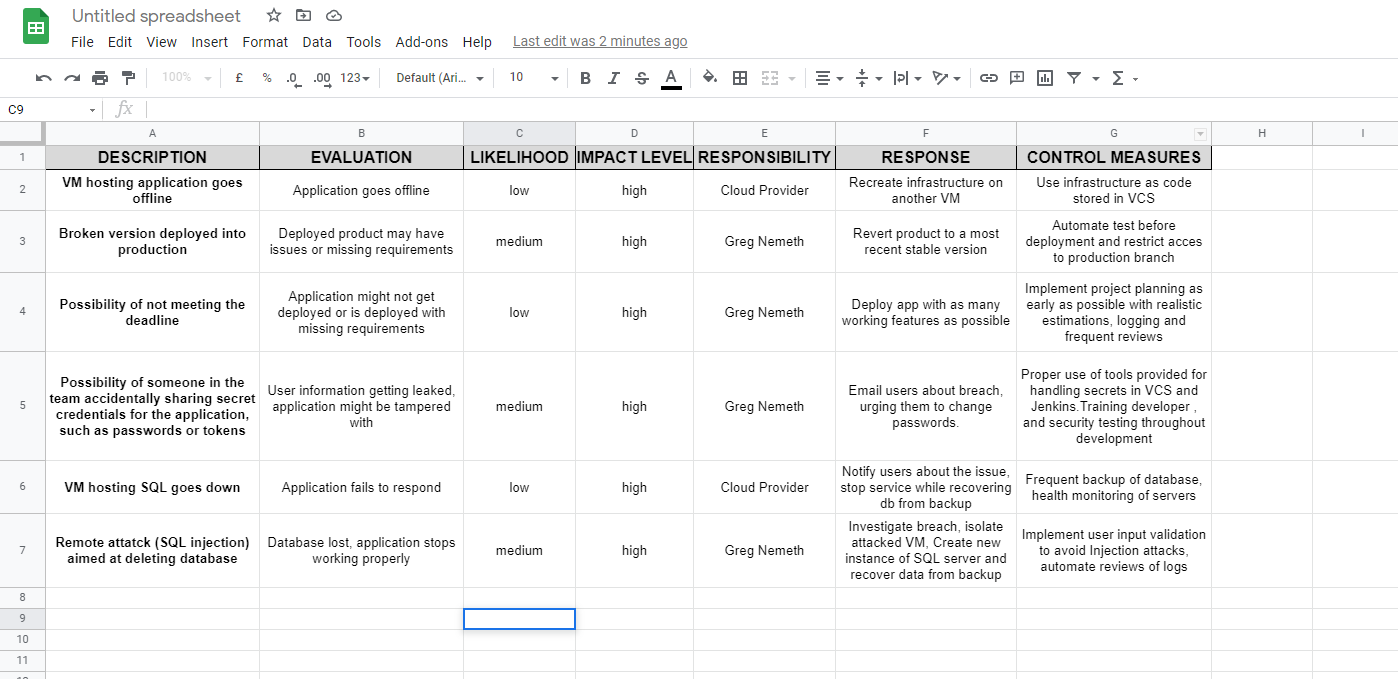 Untitled spreadsheet
File Edit View Insert Format Data Tools Add-ons Help Last edit was 2 minutes ago
100% £ % .0 .00 123 Default (Ari... 10 B I S A Σ
C9 fx
A B C D E F G H I
1 DESCRIPTION EVALUATION LIKELIHOOD IMPACT LEVEL RESPONSIBILITY RESPONSE CONTROL MEASURES
2
VM hosting application goes
offline
Application goes offline
low
high
Cloud Provider
Recreate infrastructure on
another VM
Use infrastructure as code
stored in VCS
3
Broken version deployed into
production
Deployed product may have
issues or missing requirements
medium
high
Greg Nemeth
Revert product to a most
recent stable version
Automate test before
deployment and restrict acces
to production branch
4
Possibility of not meeting the
deadline
Application might not get
deployed or is deployed with
missing requirements
low
high
Greg Nemeth
Deploy app with as many
working features as possible
Implement project planning as
early as possible with realistic
estimations, logging and
frequent reviews
5
Possibility of someone in the
team accidentally sharing secret
credentials for the application,
such as passwords or tokens
User information getting leaked,
application might be tampered
with
medium
high
Greg Nemeth
Email users about breach,
urging them to change
passwords.
Proper use of tools provided for
handling secrets in VCS and
Jenkins.Training developer ,
and security testing throughout
development
6
VM hosting SQL goes down
Application fails to respond
low
high
Cloud Provider
Notify users about the issue,
stop service while recovering
db from backup
Frequent backup of database,
health monitoring of servers
7
Remote attatck (SQL injection)
aimed at deleting database
Database lost, application stops
working properly
medium
high
Greg Nemeth
Investigate breach, isolate
attacked VM, Create new
instance of SQL server and
recover data from backup
Implement user input validation
to avoid Injection attacks,
automate reviews of logs
8
9
10
11